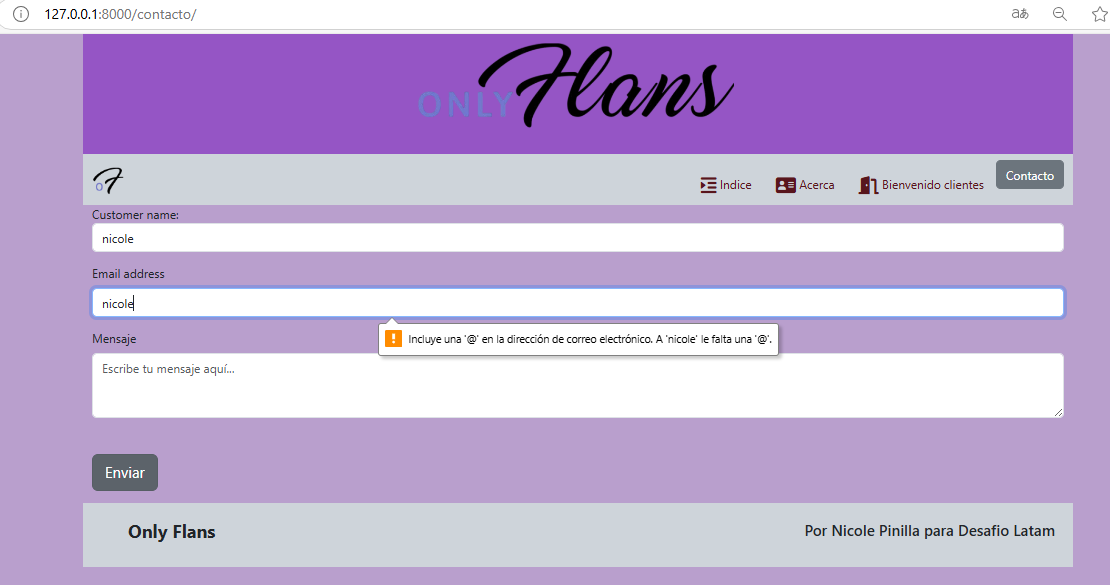 127.0.0.1:8000/contacto/
aあ
ONLY Flans
oF
Indice
Acerca
Bienvenido clientes
Contacto
Customer name:
nicole
Email address
nicole
Incluye una '@' en la dirección de correo electrónico. A 'nicole' le falta una '@'.
Mensaje
Escribe tu mensaje aquí...
Enviar
Only Flans
Por Nicole Pinilla para Desafio Latam